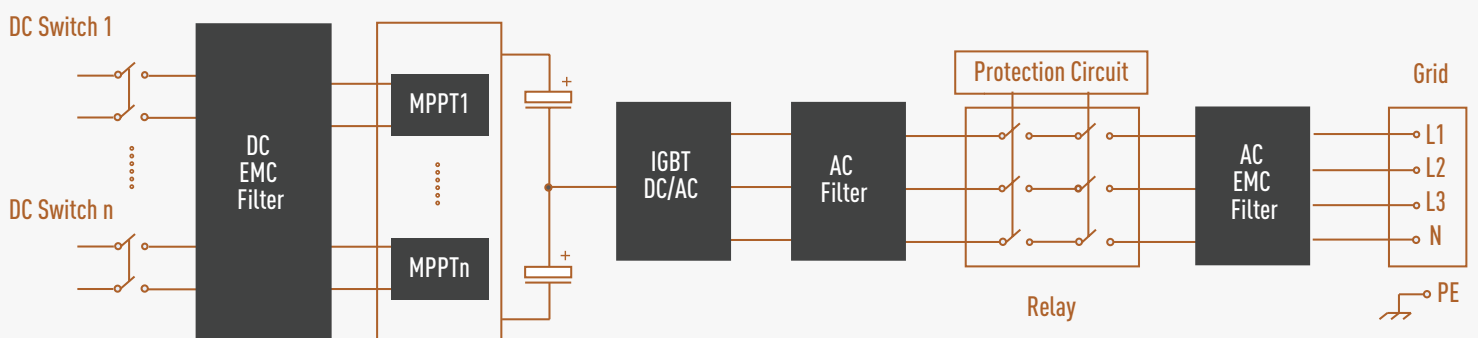 DC Switch 1
DC Switch n
DC
EMC
Filter
MPPT1
MPPTn
+
+
IGBT
DC/AC
AC
Filter
Protection Circuit
Relay
AC
EMC
Filter
Grid
L1
L2
L3
N
PE